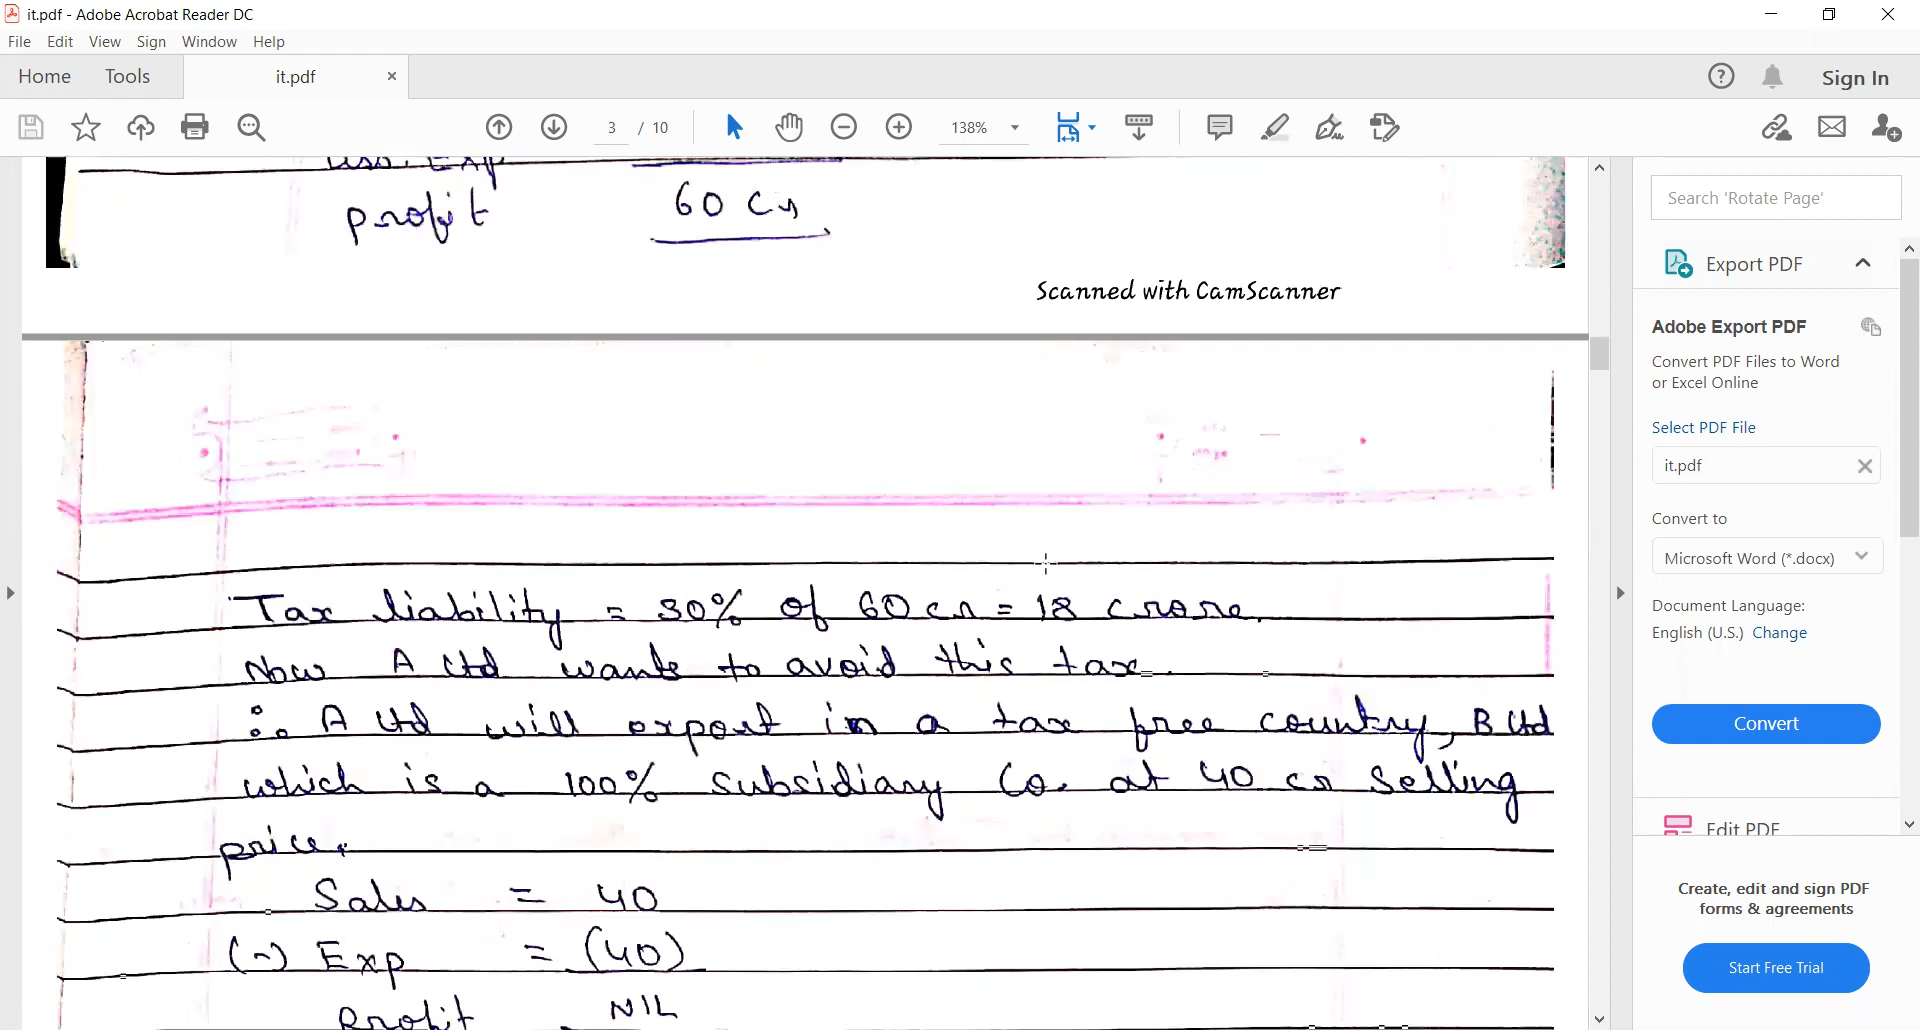 it.pdf - Adobe Acrobat Reader DC
File Edit View Sign Window Help
Home Tools it.pdf × Sign In
3 / 10 138%
Less. Exp
profit 60 Cr
Scanned with CamScanner
Tax liability = 30% of 60 cr = 18 crore.
Now A Ltd wants to avoid this tax.
∴ A Ltd will export in a tax free country, B Ltd
which is a 100% subsidiary Co. at 40 cr selling
price.
Sales = 40
(-) Exp = (40)
Profit NIL
Search 'Rotate Page'
Export PDF
Adobe Export PDF
Convert PDF Files to Word
or Excel Online
Select PDF File
it.pdf
Convert to
Microsoft Word (*.docx)
Document Language:
English (U.S.) Change
Convert
Edit PDF
Create, edit and sign PDF
forms & agreements
Start Free Trial